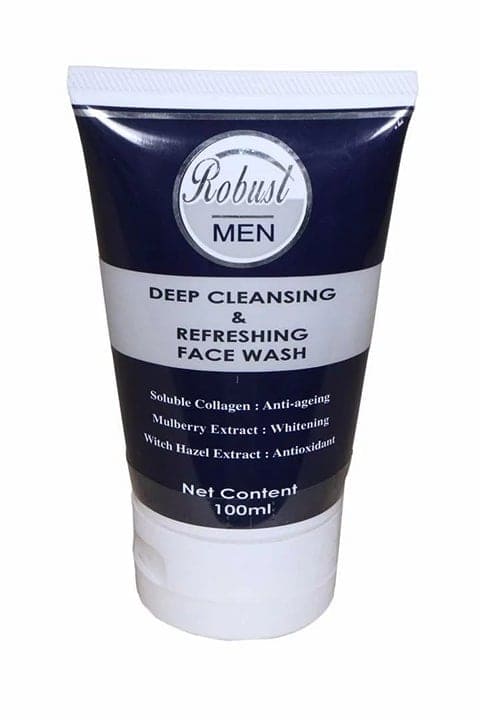 Robust
MEN
DEEP CLEANSING
&
REFRESHING
FACE WASH
Soluble Collagen : Anti-ageing
Mulberry Extract : Whitening
Witch Hazel Extract : Antioxidant
Net Content
100ml